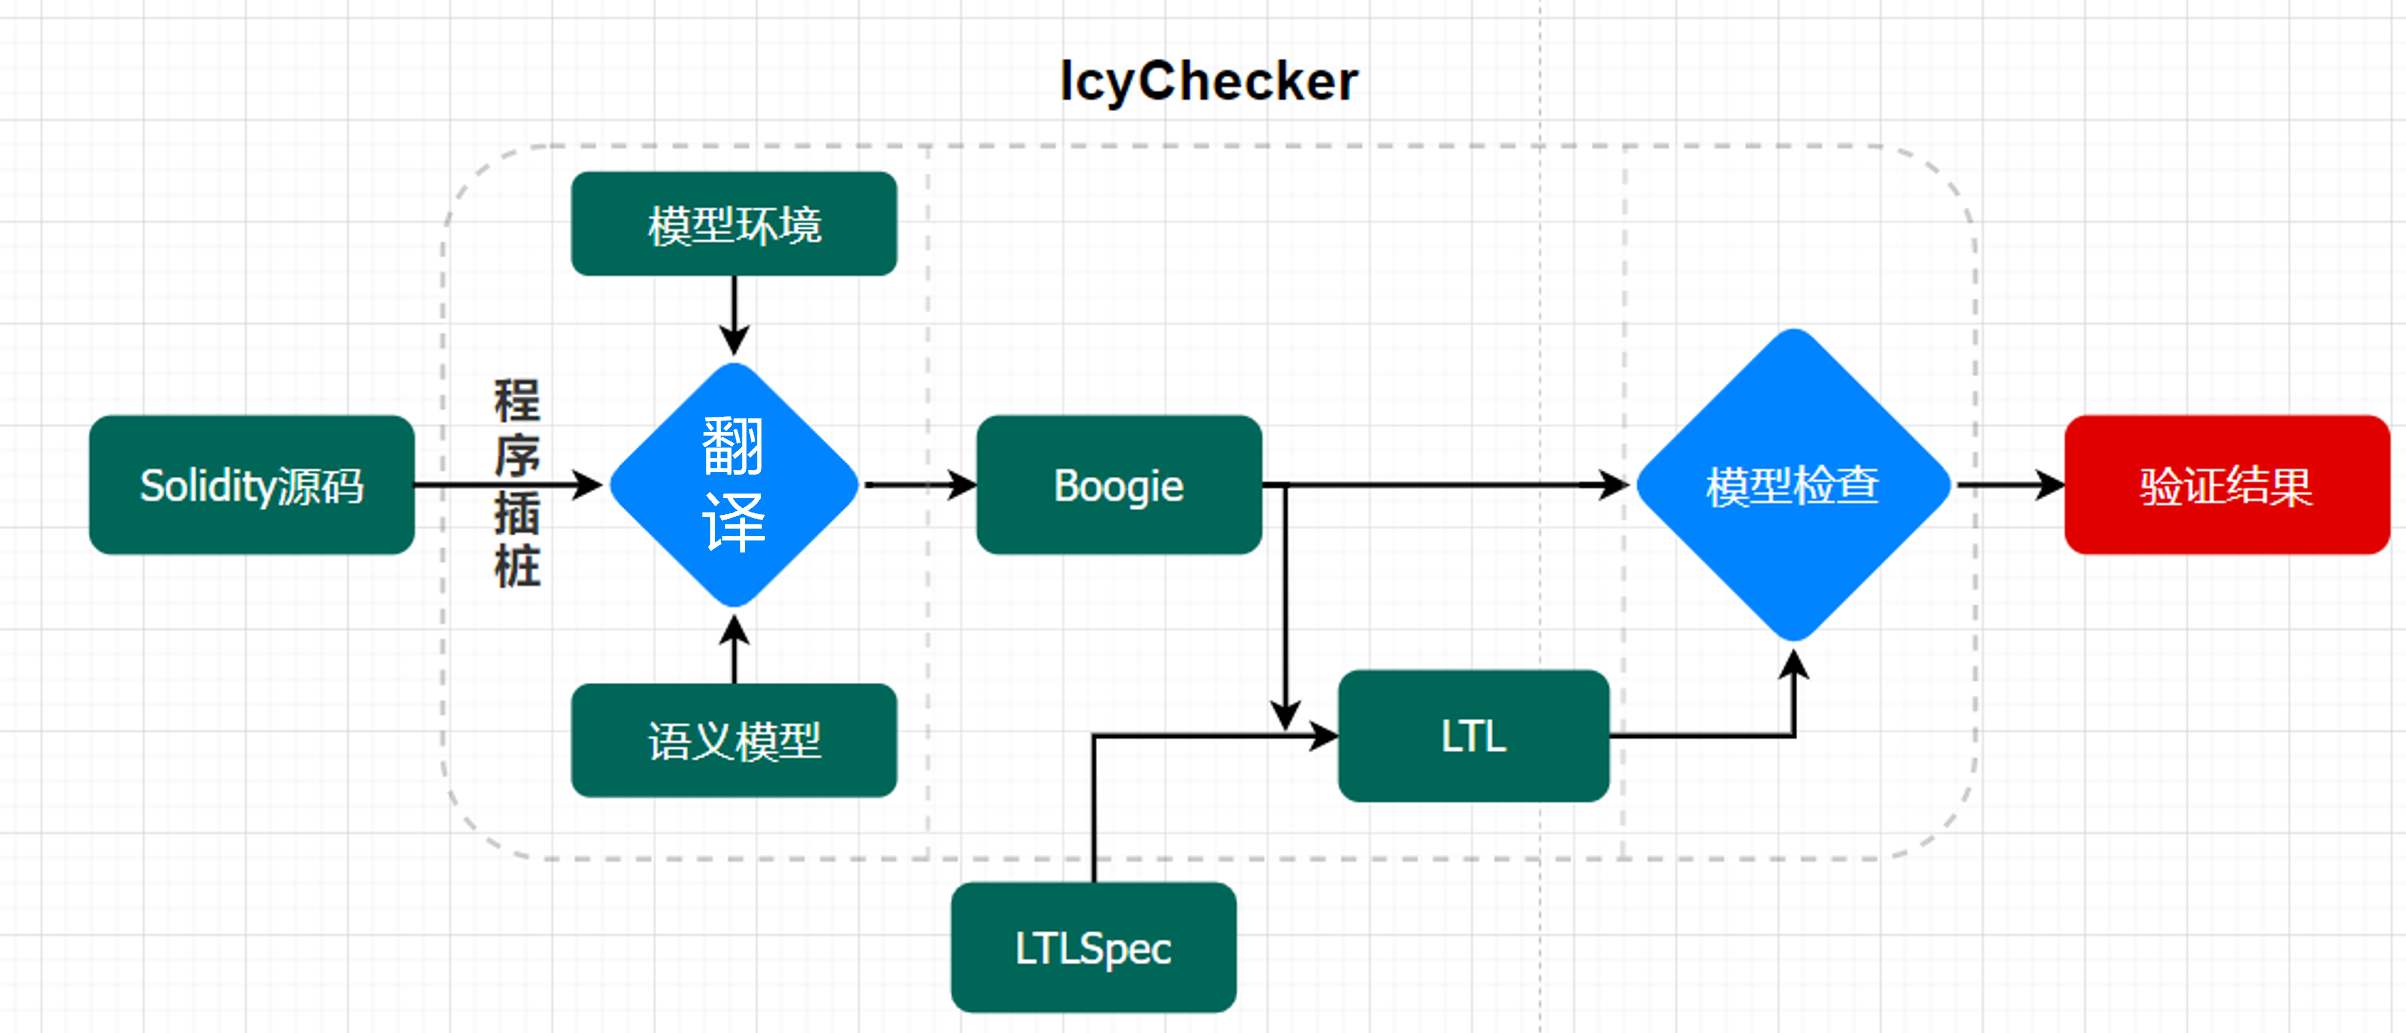 IcyChecker
模型环境
程序插桩
翻译
Solidity源码
Boogie
模型检查
验证结果
语义模型
LTL
LTLSpec